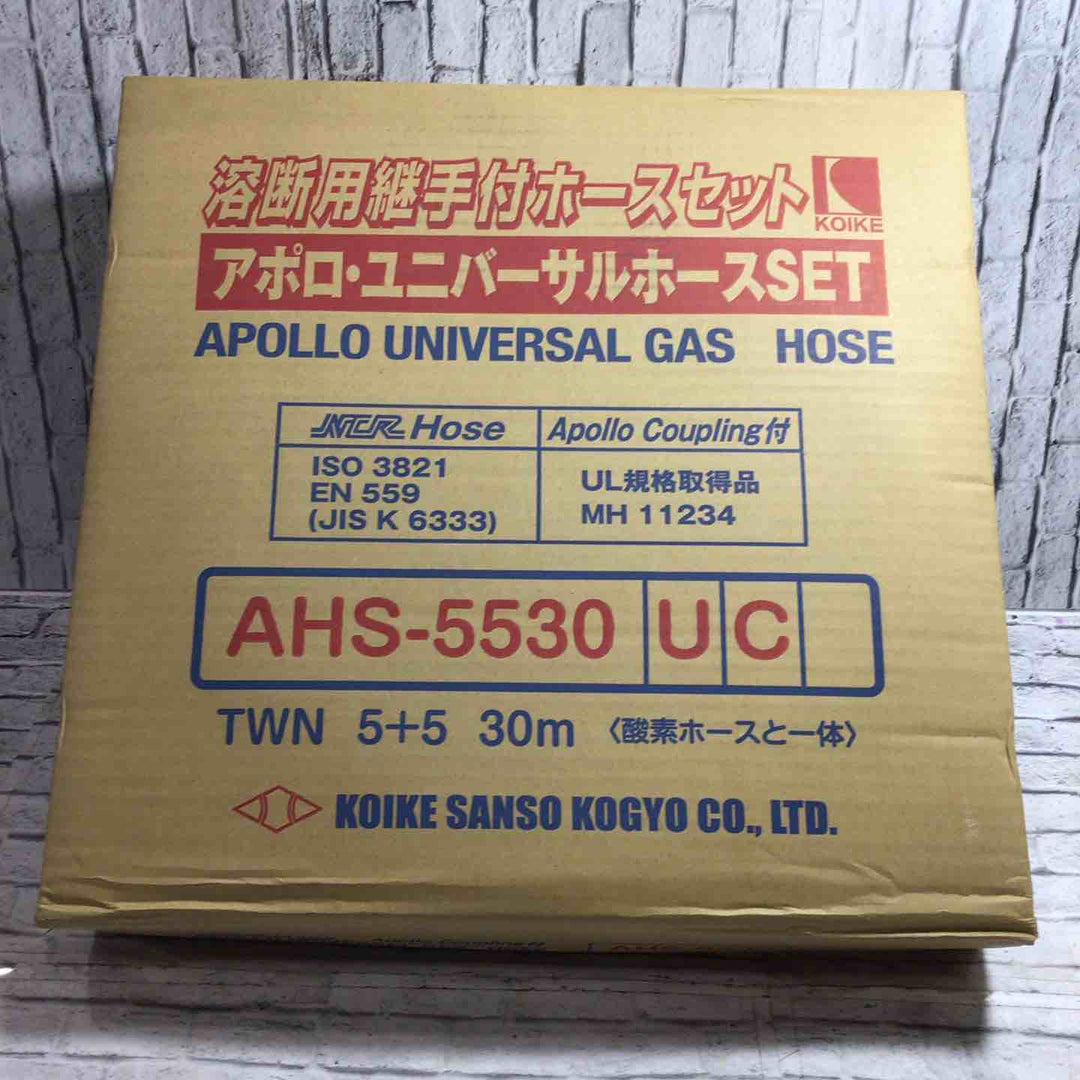 溶断用継手付ホースセット
KOIKE
アポロ・ユニバーサルホースSET
APOLLO UNIVERSAL GAS HOSE
NCR Hose
Apollo Coupling付
ISO 3821
EN 559
(JIS K 6333)
UL規格取得品
MH 11234
AHS-5530 U C
TWN 5+5 30m 〈酸素ホースと一体〉
KOIKE SANSO KOGYO CO., LTD.